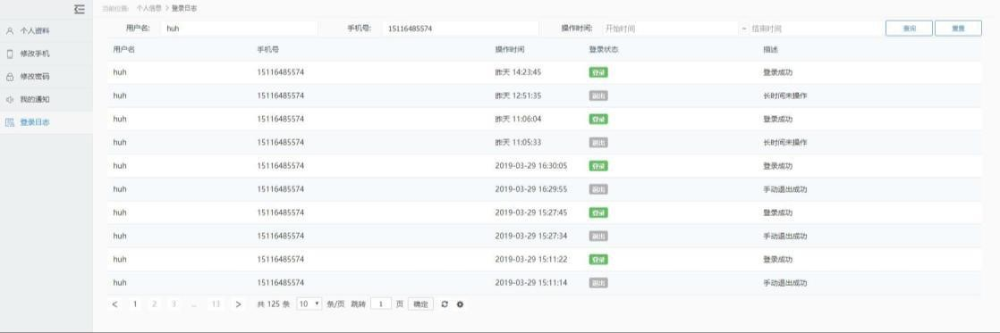 当前位置: 个人信息 > 登录日志
个人资料
修改手机
修改密码
我的通知
登录日志
用户名: huh 手机号: 15116485574 操作时间: 开始时间 ~ 结束时间 查询 重置
用户名 手机号 操作时间 登录状态 描述
huh 15116485574 昨天 14:23:45 登录 登录成功
huh 15116485574 昨天 12:51:35 退出 长时间未操作
huh 15116485574 昨天 11:06:04 登录 登录成功
huh 15116485574 昨天 11:05:33 退出 长时间未操作
huh 15116485574 2019-03-29 16:30:05 登录 登录成功
huh 15116485574 2019-03-29 16:29:55 退出 手动退出成功
huh 15116485574 2019-03-29 15:27:45 登录 登录成功
huh 15116485574 2019-03-29 15:27:34 退出 手动退出成功
huh 15116485574 2019-03-29 15:11:22 登录 登录成功
huh 15116485574 2019-03-29 15:11:14 退出 手动退出成功
< 1 2 3 ... 13 > 共 125 条 10 条/页 跳转 1 页 确定